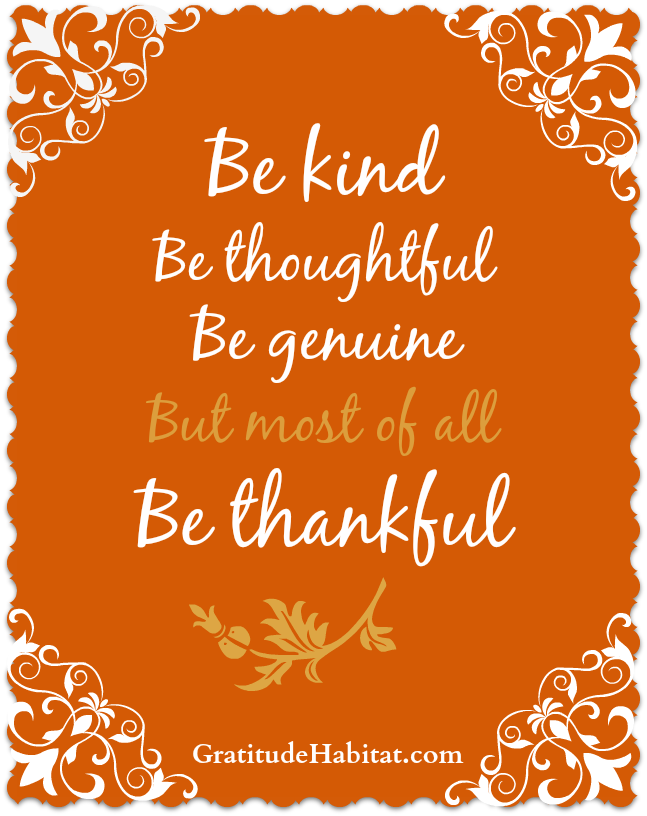 Be kind
Be thoughtful
Be genuine
But most of all
Be thankful
GratitudeHabitat.com